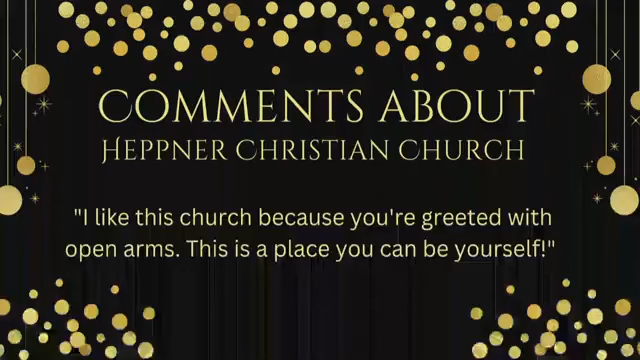 COMMENTS ABOUT
HEPPNER CHRISTIAN CHURCH
"I like this church because you're greeted with
open arms. This is a place you can be yourself!"